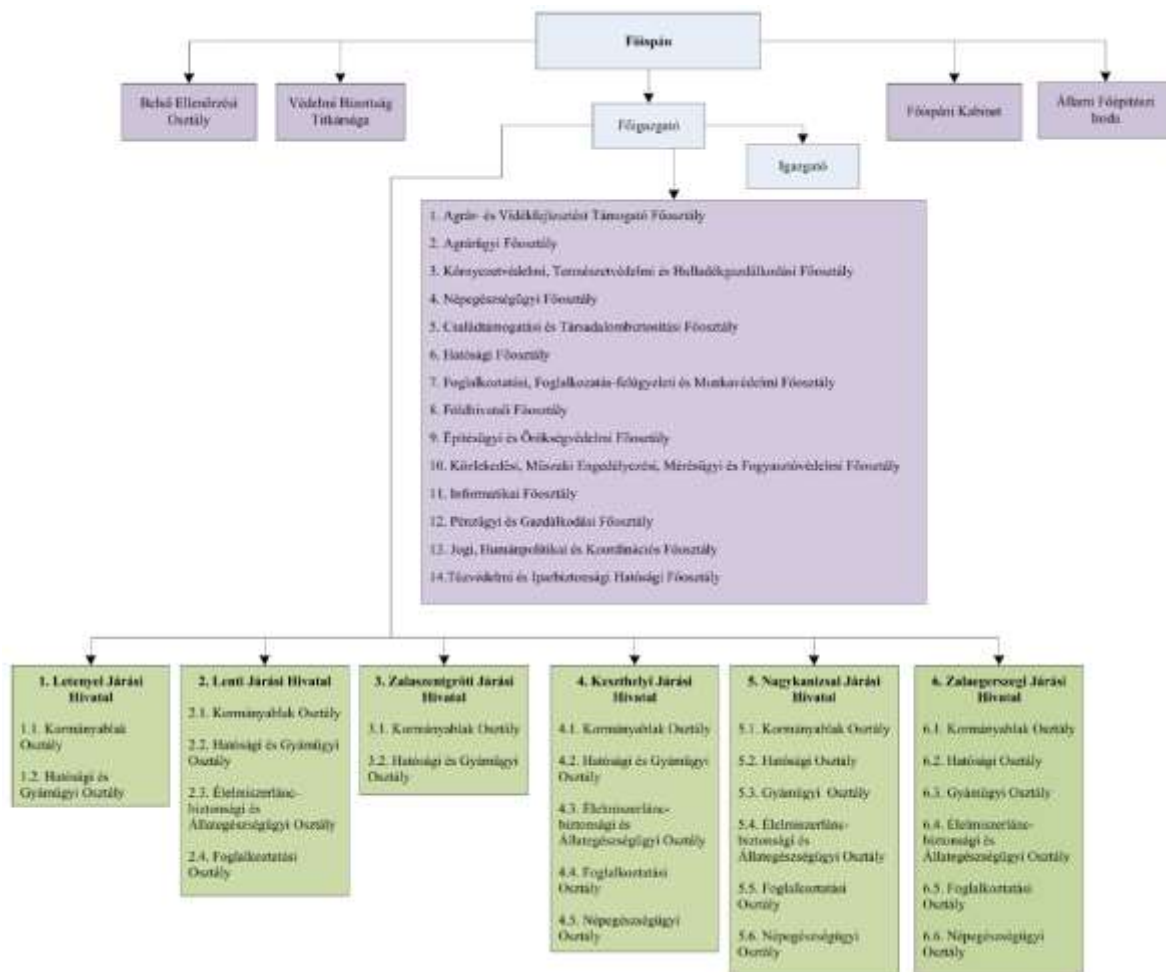 Főispán
Belső Ellenőrzési
Osztály
Védelmi Bizottság
Titkársága
Főispáni Kabinet
Állami Főépítészi
Iroda
Főigazgató
Igazgató
1. Agrár- és Vidékfejlesztést Támogató Főosztály
2. Agrárügyi Főosztály
3. Környezetvédelmi, Természetvédelmi és Hulladékgazdálkodási Főosztály
4. Népegészségügyi Főosztály
5. Családtámogatási és Társadalombiztosítási Főosztály
6. Hatósági Főosztály
7. Foglalkoztatási, Foglalkoztatás-felügyeleti és Munkavédelmi Főosztály
8. Földhivatali Főosztály
9. Építésügyi és Örökségvédelmi Főosztály
10. Közlekedési, Műszaki Engedélyezési, Mérésügyi és Fogyasztóvédelmi Főosztály
11. Informatikai Főosztály
12. Pénzügyi és Gazdálkodási Főosztály
13. Jogi, Humánpolitikai és Koordinációs Főosztály
14.Tűzvédelmi és Iparbiztonsági Hatósági Főosztály
1. Letenyei Járási
Hivatal
1.1. Kormányablak
Osztály
1.2. Hatósági és
Gyámügyi Osztály
2. Lenti Járási Hivatal
2.1. Kormányablak Osztály
2.2. Hatósági és Gyámügyi
Osztály
2.3. Élelmiszerlánc-
biztonsági és
Állategészségügyi Osztály
2.4. Foglalkoztatási
Osztály
3. Zalaszentgróti Járási
Hivatal
3.1. Kormányablak Osztály
3.2. Hatósági és Gyámügyi
Osztály
4. Keszthelyi Járási
Hivatal
4.1. Kormányablak Osztály
4.2. Hatósági és Gyámügyi
Osztály
4.3. Élelmiszerlánc-
biztonsági és
Állategészségügyi Osztály
4.4. Foglalkoztatási
Osztály
4.5. Népegészségügyi
Osztály
5. Nagykanizsai Járási
Hivatal
5.1. Kormányablak Osztály
5.2. Hatósági Osztály
5.3. Gyámügyi Osztály
5.4. Élelmiszerlánc-
biztonsági és
Állategészségügyi Osztály
5.5. Foglalkoztatási
Osztály
5.6. Népegészségügyi
Osztály
6. Zalaegerszegi Járási
Hivatal
6.1. Kormányablak Osztály
6.2. Hatósági Osztály
6.3. Gyámügyi Osztály
6.4. Élelmiszerlánc-
biztonsági és
Állategészségügyi Osztály
6.5. Foglalkoztatási
Osztály
6.6. Népegészségügyi
Osztály